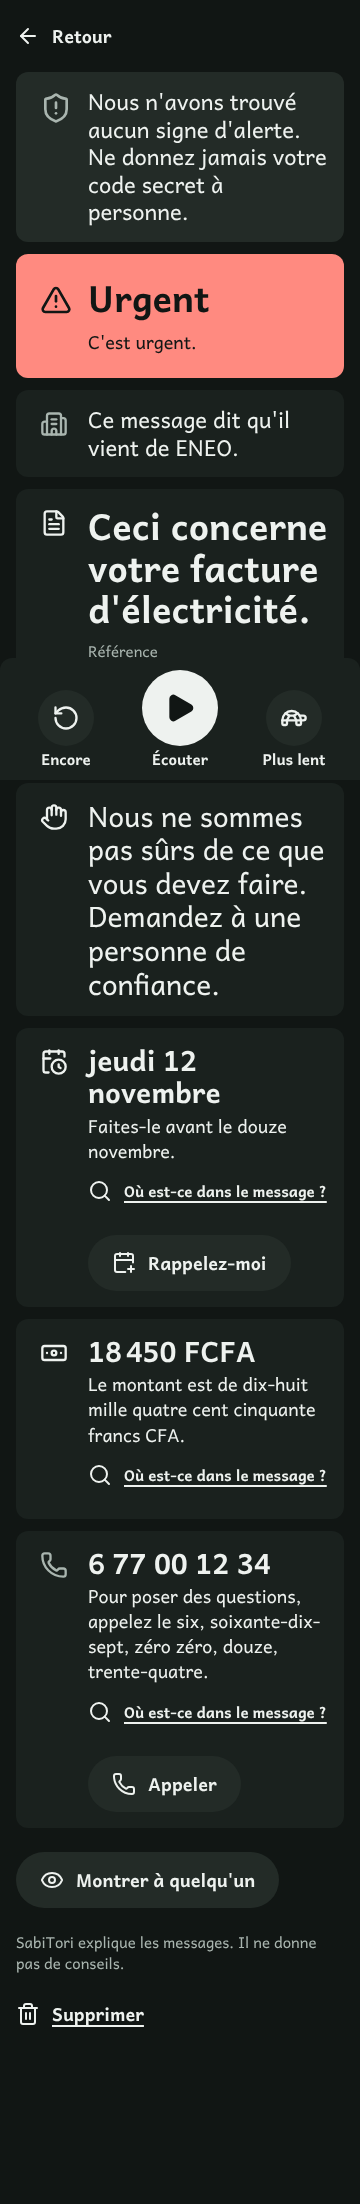 Retour
Nous n'avons trouvé
aucun signe d'alerte.
Ne donnez jamais votre
code secret à
personne.
Urgent
C'est urgent.
Ce message dit qu'il
vient de ENEO.
Ceci concerne
votre facture
d'électricité.
Référence
Encore
Écouter
Plus lent
Nous ne sommes
pas sûrs de ce que
vous devez faire.
Demandez à une
personne de
confiance.
jeudi 12
novembre
Faites-le avant le douze
novembre.
Où est-ce dans le message ?
Rappelez-moi
18 450 FCFA
Le montant est de dix-huit
mille quatre cent cinquante
francs CFA.
Où est-ce dans le message ?
6 77 00 12 34
Pour poser des questions,
appelez le six, soixante-dix-
sept, zéro zéro, douze,
trente-quatre.
Où est-ce dans le message ?
Appeler
Montrer à quelqu'un
SabiTori explique les messages. Il ne donne
pas de conseils.
Supprimer